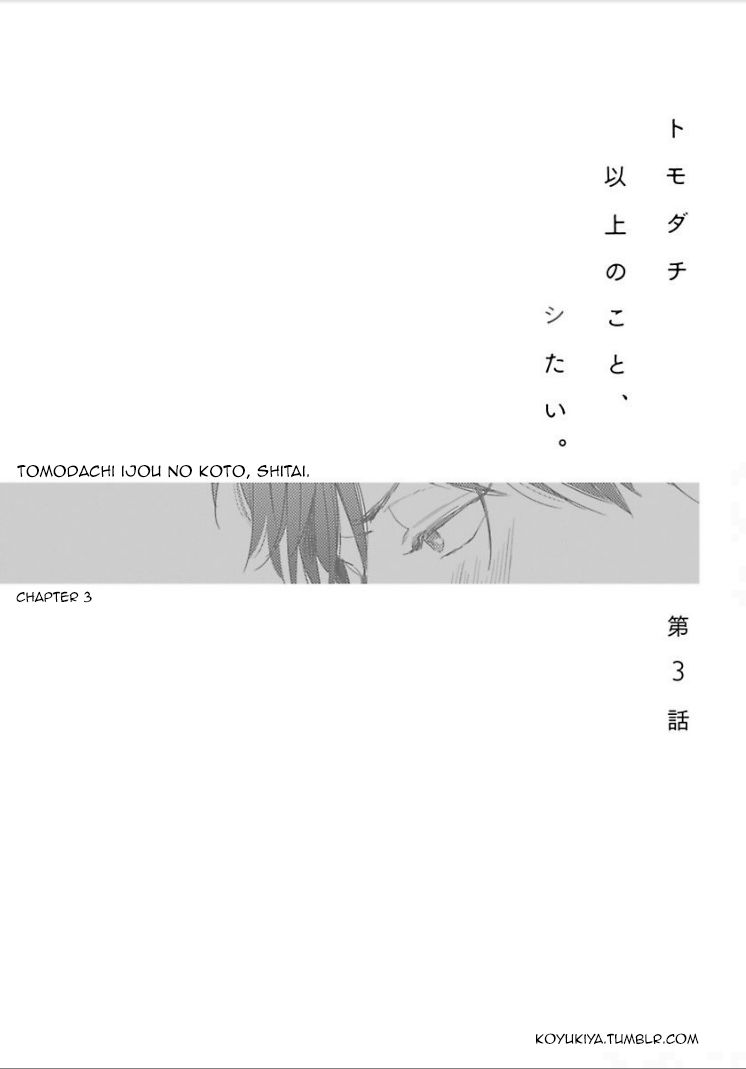 トモダチ
以上のこと、
シたい。
TOMODACHI IJOU NO KOTO, SHITAI.
CHAPTER 3
第3話
KOYUKIYA.TUMBLR.COM